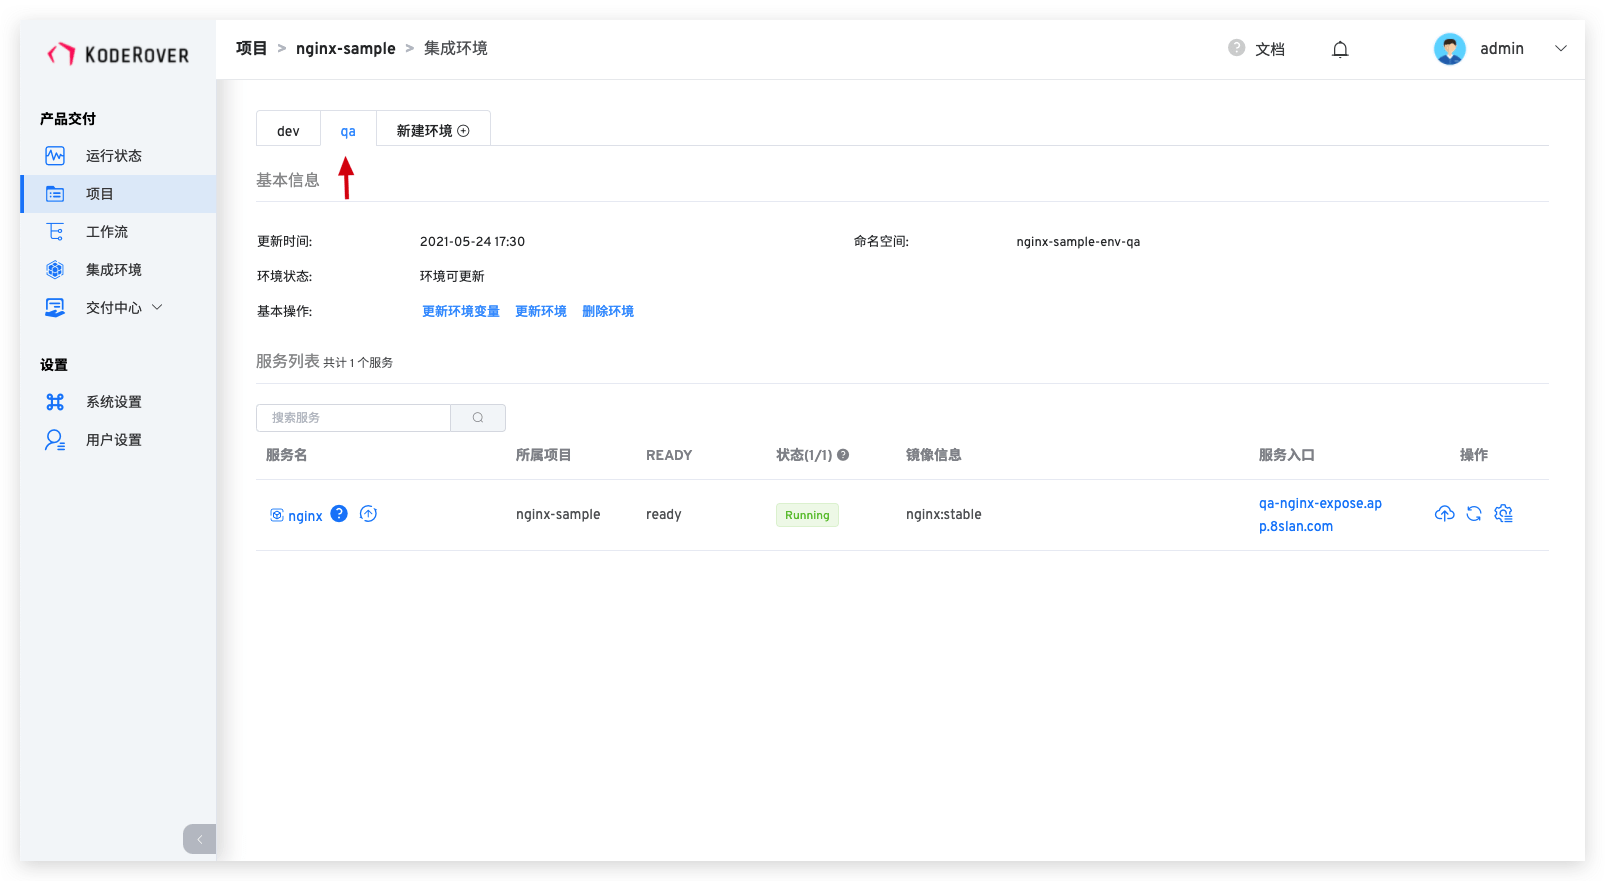 KODEROVER
产品交付
运行状态
项目
工作流
集成环境
交付中心
设置
系统设置
用户设置
项目 > nginx-sample > 集成环境
? 文档
admin
dev
qa
新建环境
基本信息
更新时间: 2021-05-24 17:30 命名空间: nginx-sample-env-qa
环境状态: 环境可更新
基本操作: 更新环境变量 更新环境 删除环境
服务列表 共计 1 个服务
搜索服务
服务名 所属项目 READY 状态(1/1) ? 镜像信息 服务入口 操作
nginx ? nginx-sample ready Running nginx:stable qa-nginx-expose.ap
p.8slan.com